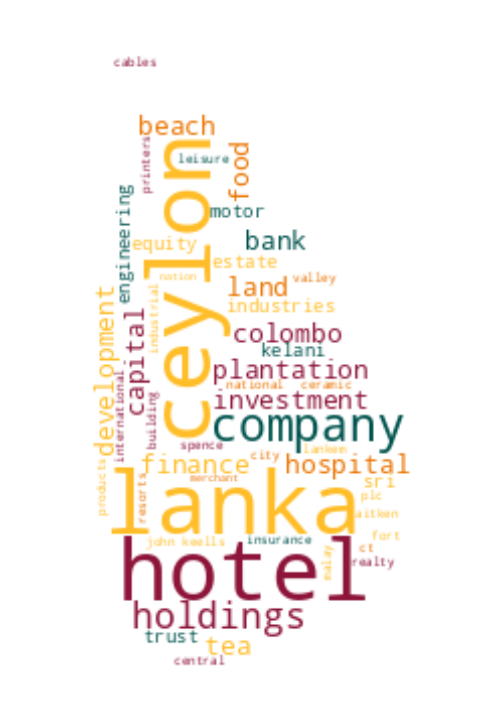 cables
beach
printers
leisure
food
ceylon
engineering
motor
equity
bank
estate
nation
valley
land
industrial
development
industries
capital
colombo
kelani
plantation
international
national
ceramic
building
investment
company
spence
city
lankem
finance
hospital
products
resorts
merchant
sri
lanka
plc
aitken
john keells
insurance
fort
ct
malay
realty
hotel
holdings
trust
tea
central